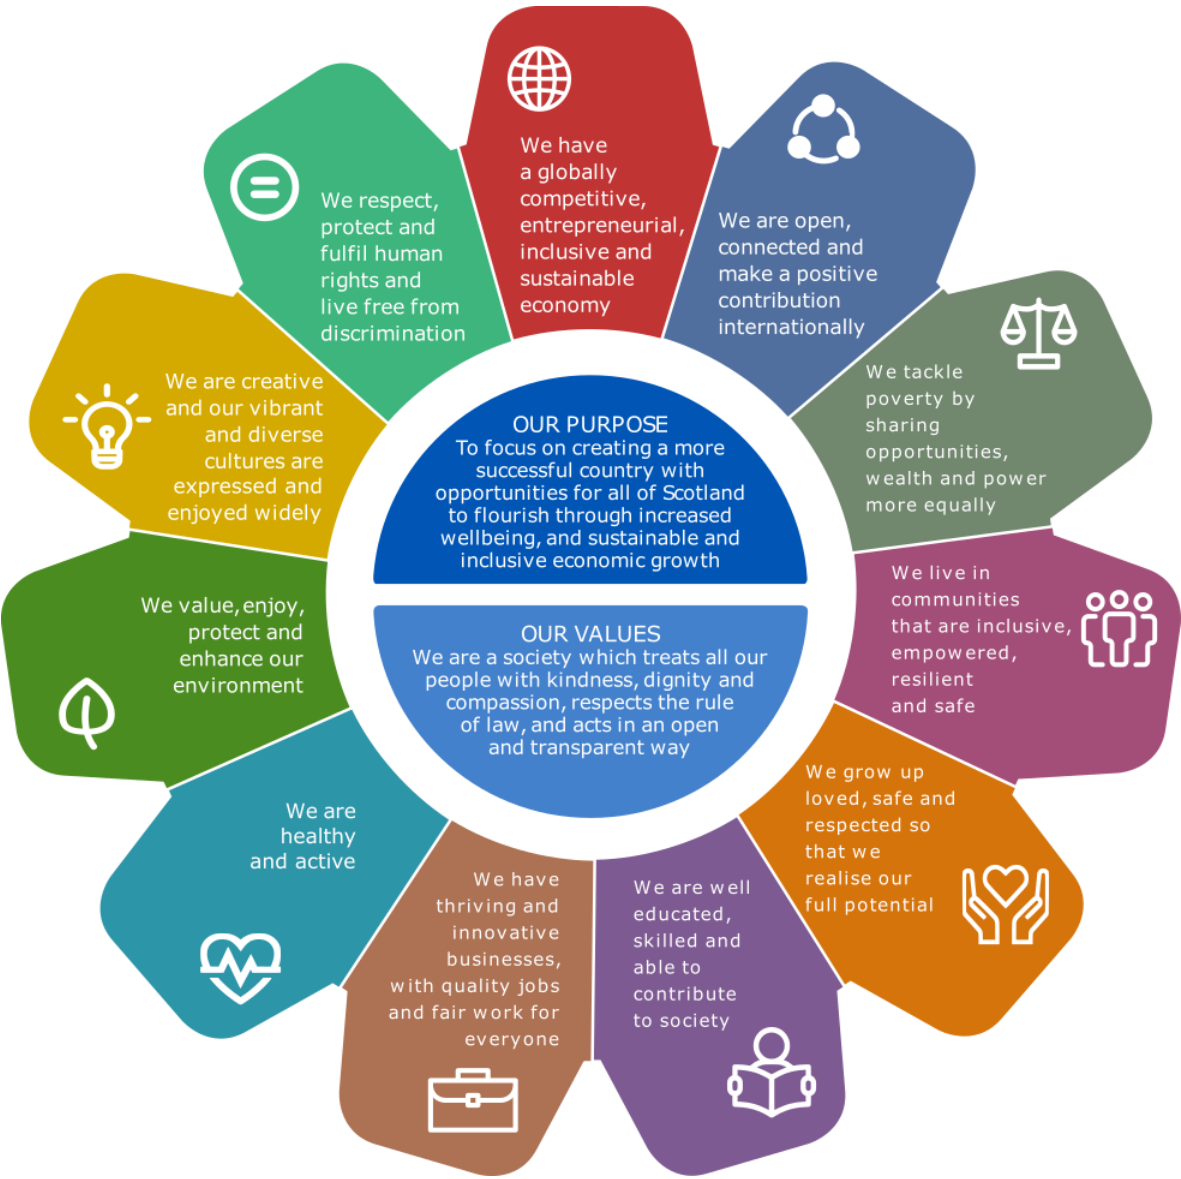 We have
a globally
competitive,
entrepreneurial,
inclusive and
sustainable
economy
We are open,
connected and
make a positive
contribution
internationally
We tackle
poverty by
sharing
opportunities,
wealth and power
more equally
We live in
communities
that are inclusive,
empowered,
resilient
and safe
We grow up
loved, safe and
respected so
that we
realise our
full potential
We are well
educated,
skilled and
able to
contribute
to society
We have
thriving and
innovative
businesses,
with quality jobs
and fair work for
everyone
We are
healthy
and active
We value, enjoy,
protect and
enhance our
environment
We are creative
and our vibrant
and diverse
cultures are
expressed and
enjoyed widely
We respect,
protect and
fulfil human
rights and
live free from
discrimination
OUR PURPOSE
To focus on creating a more
successful country with
opportunities for all of Scotland
to flourish through increased
wellbeing, and sustainable and
inclusive economic growth
OUR VALUES
We are a society which treats all our
people with kindness, dignity and
compassion, respects the rule
of law, and acts in an open
and transparent way